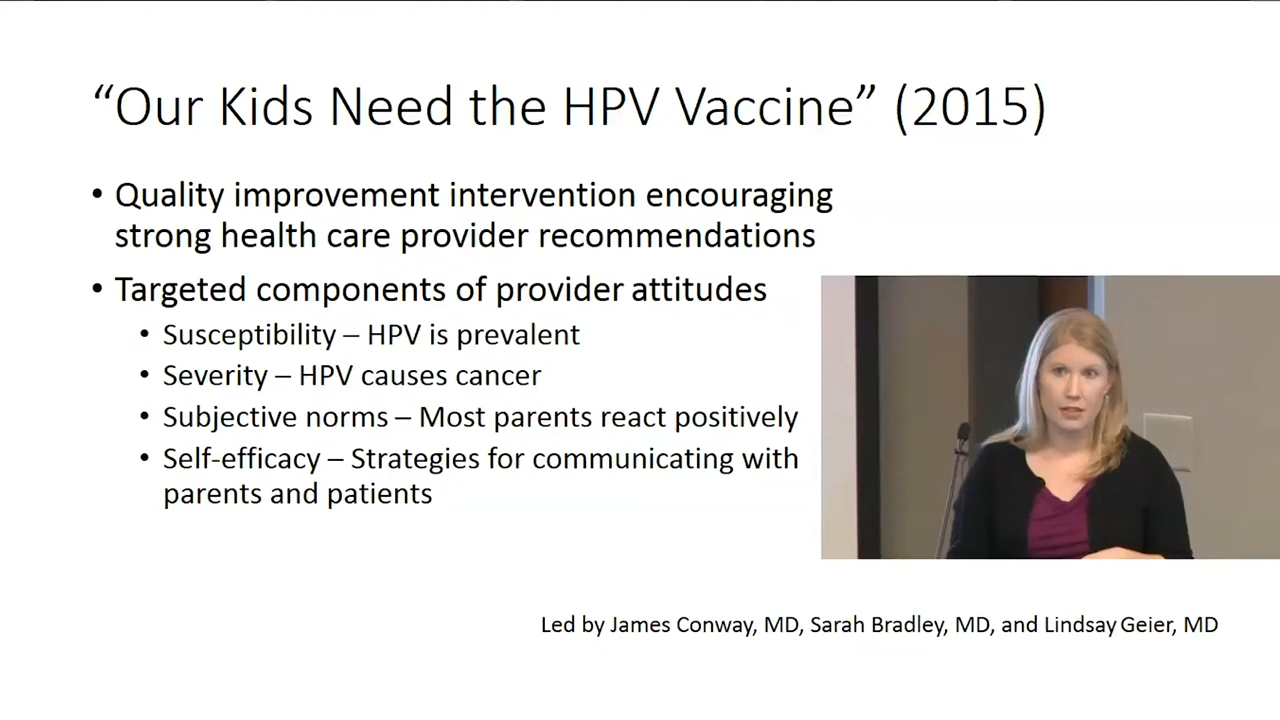 “Our Kids Need the HPV Vaccine” (2015)
• Quality improvement intervention encouraging
strong health care provider recommendations
• Targeted components of provider attitudes
• Susceptibility – HPV is prevalent
• Severity – HPV causes cancer
• Subjective norms – Most parents react positively
• Self-efficacy – Strategies for communicating with
parents and patients
Led by James Conway, MD, Sarah Bradley, MD, and Lindsay Geier, MD